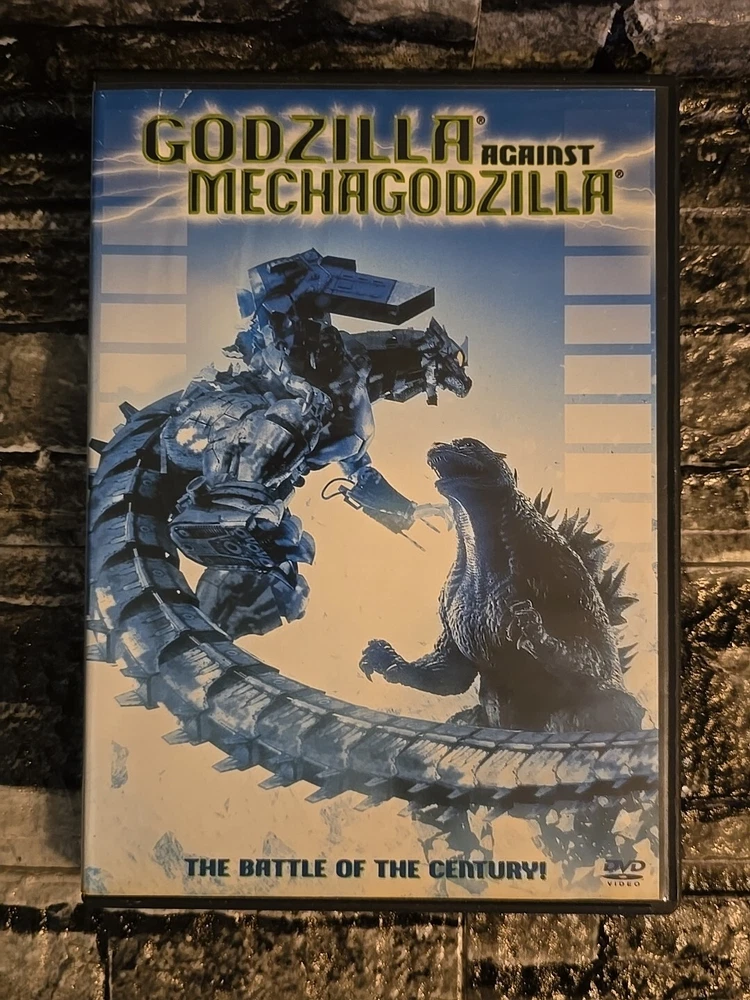 GODZILLA®
AGAINST
MECHAGODZILLA®
THE BATTLE OF THE CENTURY!
DVD
VIDEO